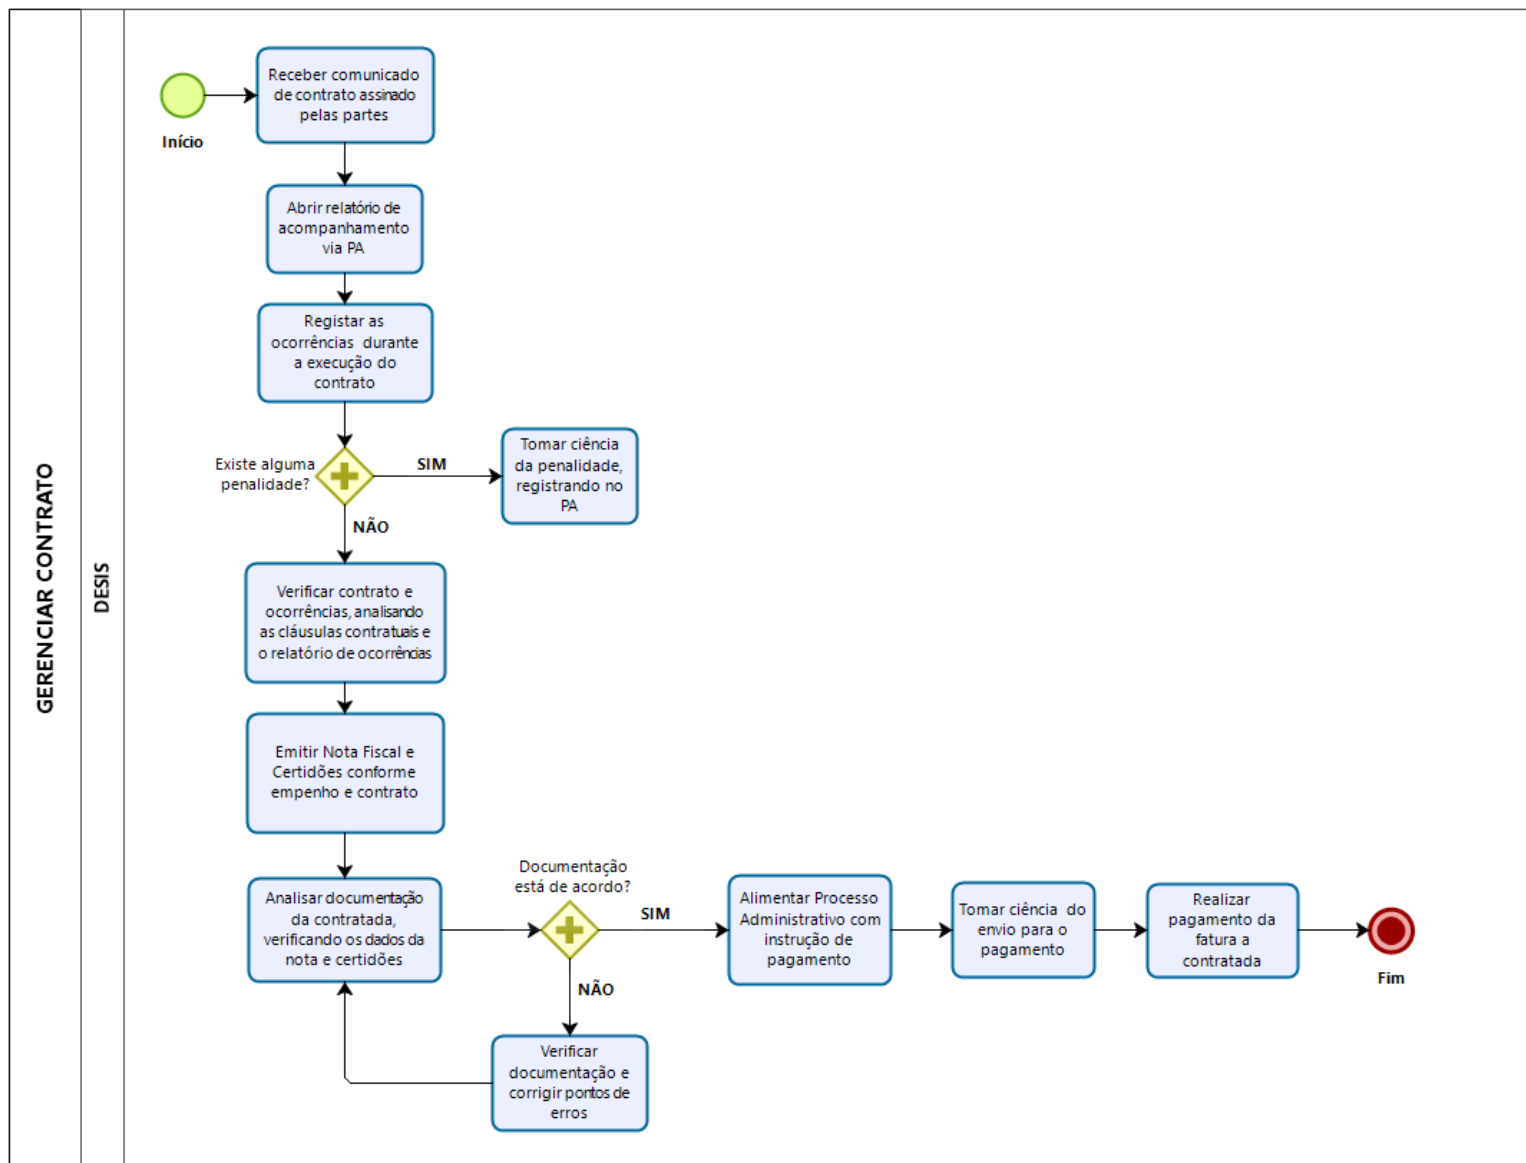 GERENCIAR CONTRATO
DESIS
Início
Receber comunicado
de contrato assinado
pelas partes
Abrir relatório de
acompanhamento
via PA
Registar as
ocorrências durante
a execução do
contrato
Existe alguma
penalidade?
SIM
Tomar ciência
da penalidade,
registrando no
PA
NÃO
Verificar contrato e
ocorrências, analisando
as cláusulas contratuais e
o relatório de ocorrências
Emitir Nota Fiscal e
Certidões conforme
empenho e contrato
Analisar documentação
da contratada,
verificando os dados da
nota e certidões
Documentação
está de acordo?
SIM
Alimentar Processo
Administrativo com
instrução de
pagamento
Tomar ciência do
envio para o
pagamento
Realizar
pagamento da
fatura a
contratada
Fim
NÃO
Verificar
documentação e
corrigir pontos de
erros